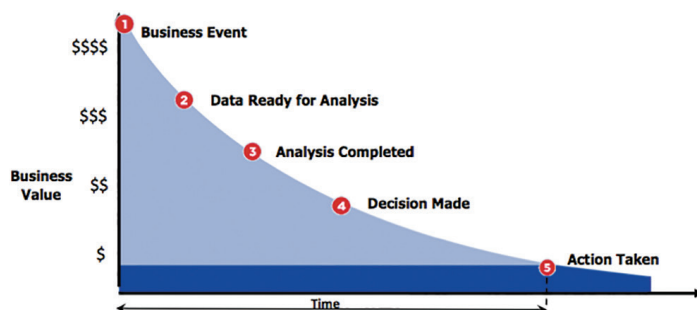 1 Business Event
$$$$
2 Data Ready for Analysis
$$$
3 Analysis Completed
Business
Value
$$
4 Decision Made
$
5 Action Taken
Time